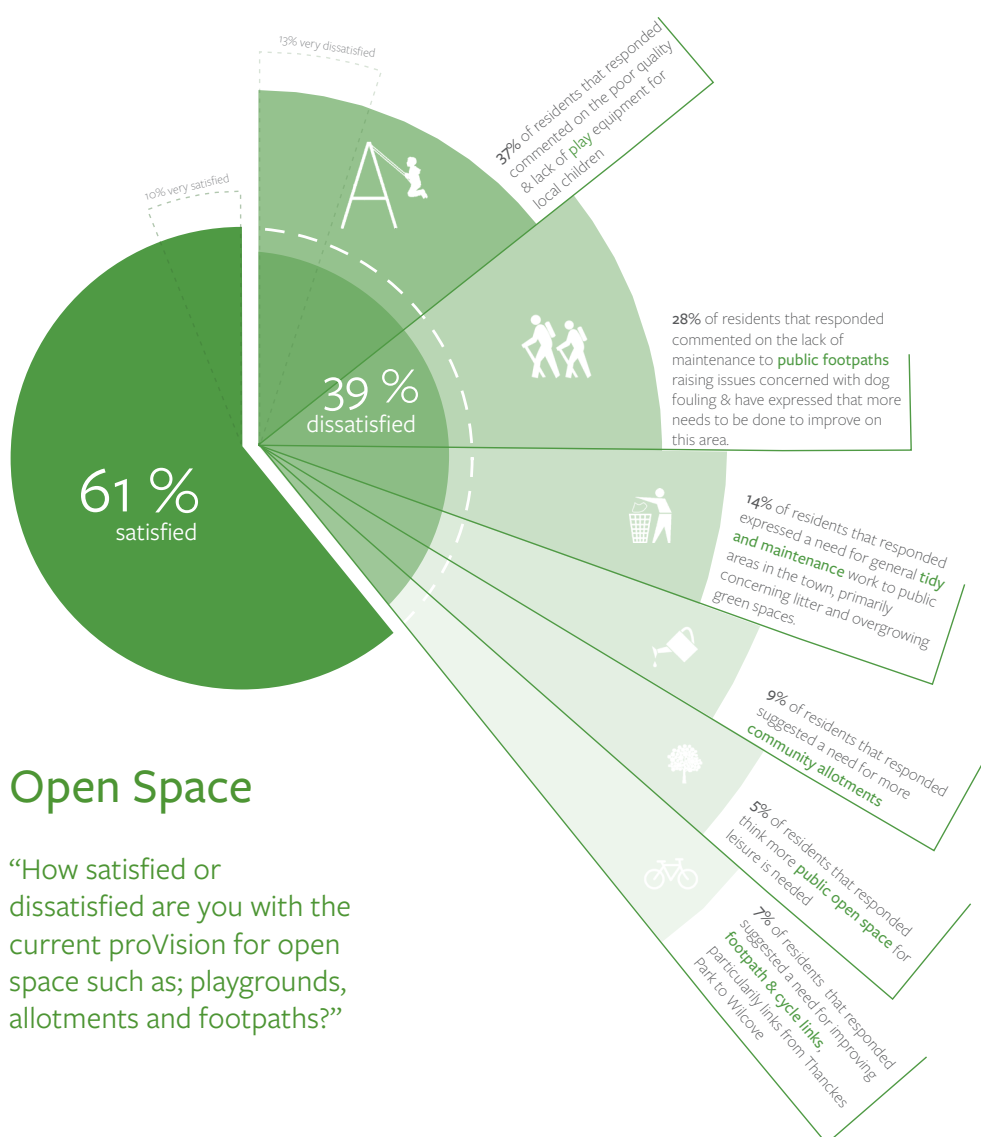 13% very dissatisfied
10% very satisfied
37% of residents that responded
commented on the poor quality
& lack of play equipment for
local children
28% of residents that responded
commented on the lack of
maintenance to public footpaths
raising issues concerned with dog
fouling & have expressed that more
needs to be done to improve on
this area.
39 %
dissatisfied
61 %
satisfied
14% of residents that responded
expressed a need for general tidy
and maintenance work to public
areas in the town, primarily
concerning litter and overgrowing
green spaces.
9% of residents that responded
suggested a need for more
community allotments
5% of residents that responded
think more public open space for
leisure is needed
7% of residents that responded
suggested a need for improving
footpath & cycle links,
particularily links from Thanckes
Park to Wilcove
Open Space
“How satisfied or
dissatisfied are you with the
current proVision for open
space such as; playgrounds,
allotments and footpaths?”